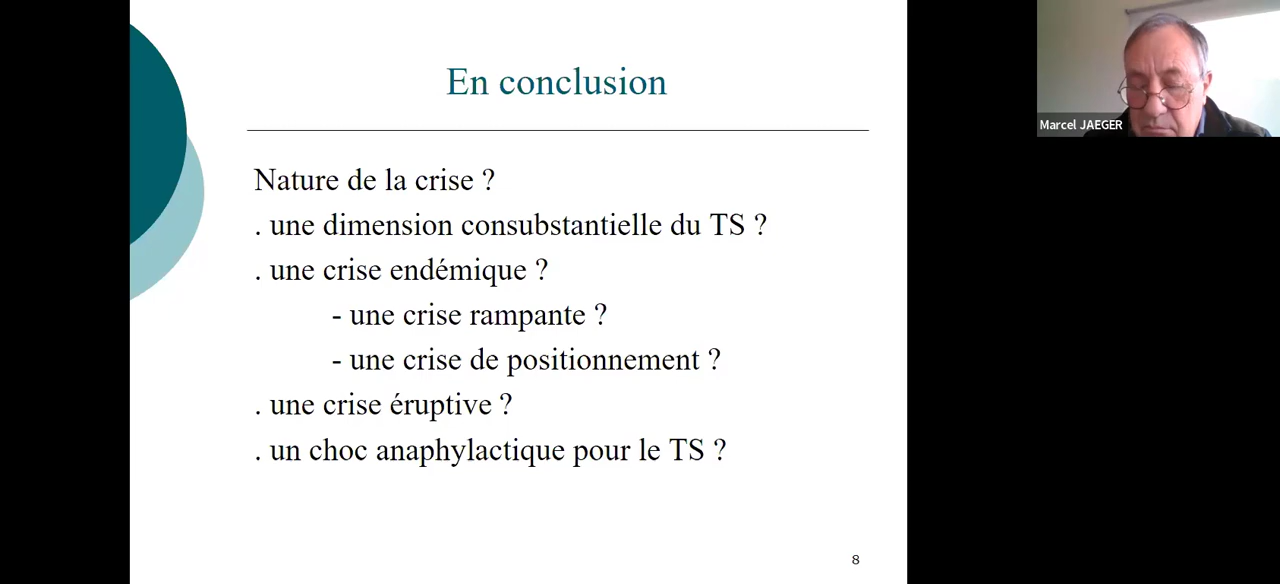 En conclusion
Nature de la crise ?
. une dimension consubstantielle du TS ?
. une crise endémique ?
- une crise rampante ?
- une crise de positionnement ?
. une crise éruptive ?
. un choc anaphylactique pour le TS ?
8
Marcel JAEGER